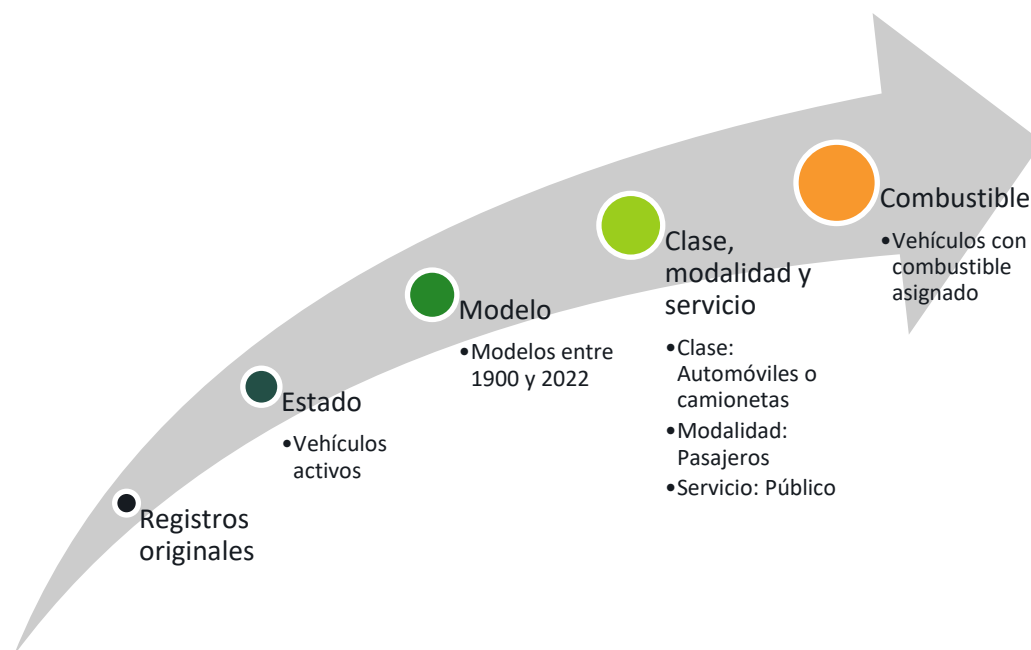 Registros
originales
Estado
•Vehículos
activos
Modelo
•Modelos entre
1900 y 2022
Clase,
modalidad y
servicio
•Clase:
Automóviles o
camionetas
•Modalidad:
Pasajeros
•Servicio: Público
Combustible
•Vehículos con
combustible
asignado